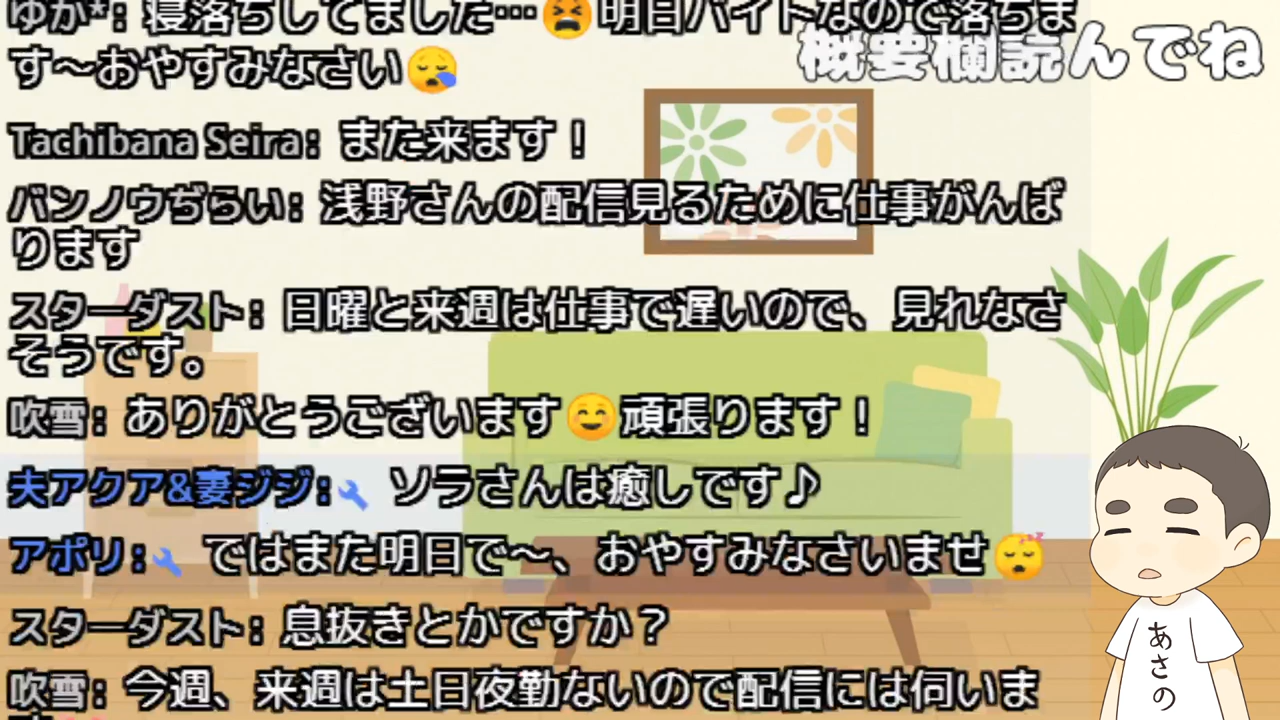 ゆか*: 寝落ちしてました…😫明日バイトなので落ちま
す〜おやすみなさい😪
概要欄読んでね
Tachibana Seira: また来ます！
バンノウぢらい: 浅野さんの配信見るために仕事がんば
ります
スターダスト: 日曜と来週は仕事で遅いので、見れなさ
そうです。
吹雪: ありがとうございます☺頑張ります！
夫アクア&妻ジジ:🔧 ソラさんは癒しです♪
アポリ:🔧 ではまた明日で〜、おやすみなさいませ😴
スターダスト: 息抜きとかですか？
吹雪: 今週、来週は土日夜勤ないので配信には伺いま
あさの